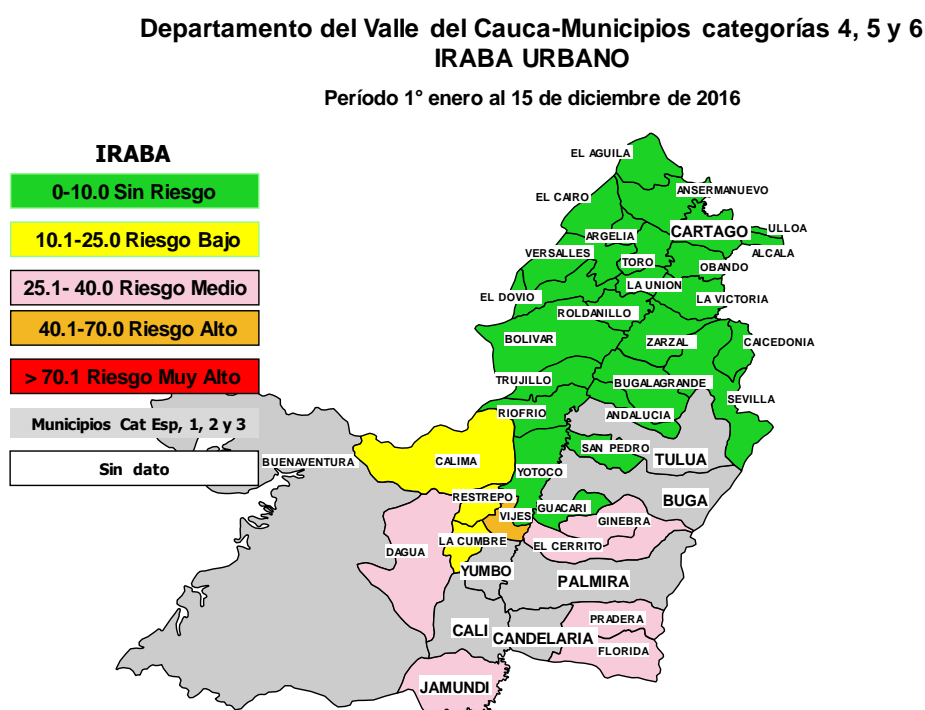 Departamento del Valle del Cauca-Municipios categorías 4, 5 y 6
IRABA URBANO
Período 1° enero al 15 de diciembre de 2016
IRABA
0-10.0 Sin Riesgo
10.1-25.0 Riesgo Bajo
25.1- 40.0 Riesgo Medio
40.1-70.0 Riesgo Alto
> 70.1 Riesgo Muy Alto
Municipios Cat Esp, 1, 2 y 3
Sin dato
EL AGUILA
ANSERMANUEVO
EL CAIRO
ULLOA
CARTAGO
ARGELIA
ALCALA
VERSALLES
TORO
OBANDO
LA UNION
EL DOVIO
LA VICTORIA
ROLDANILLO
BOLIVAR
ZARZAL
CAICEDONIA
TRUJILLO
BUGALAGRANDE
SEVILLA
RIOFRIO
ANDALUCIA
SAN PEDRO
TULUA
BUENAVENTURA
CALIMA
YOTOCO
RESTREPO
BUGA
GUACARI
VIJES
GINEBRA
LA CUMBRE
EL CERRITO
DAGUA
YUMBO
PALMIRA
PRADERA
CALI
CANDELARIA
FLORIDA
JAMUNDI